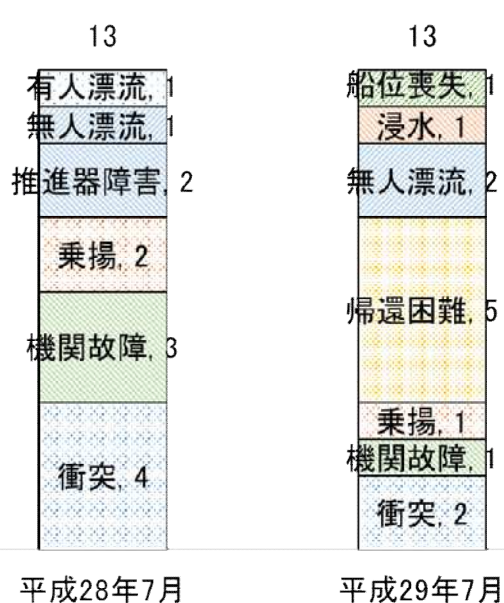 13
有人漂流, 1
無人漂流, 1
推進器障害, 2
乗揚, 2
機関故障, 3
衝突, 4
平成28年7月
13
船位喪失, 1
浸水, 1
無人漂流, 2
帰還困難, 5
乗揚, 1
機関故障, 1
衝突, 2
平成29年7月